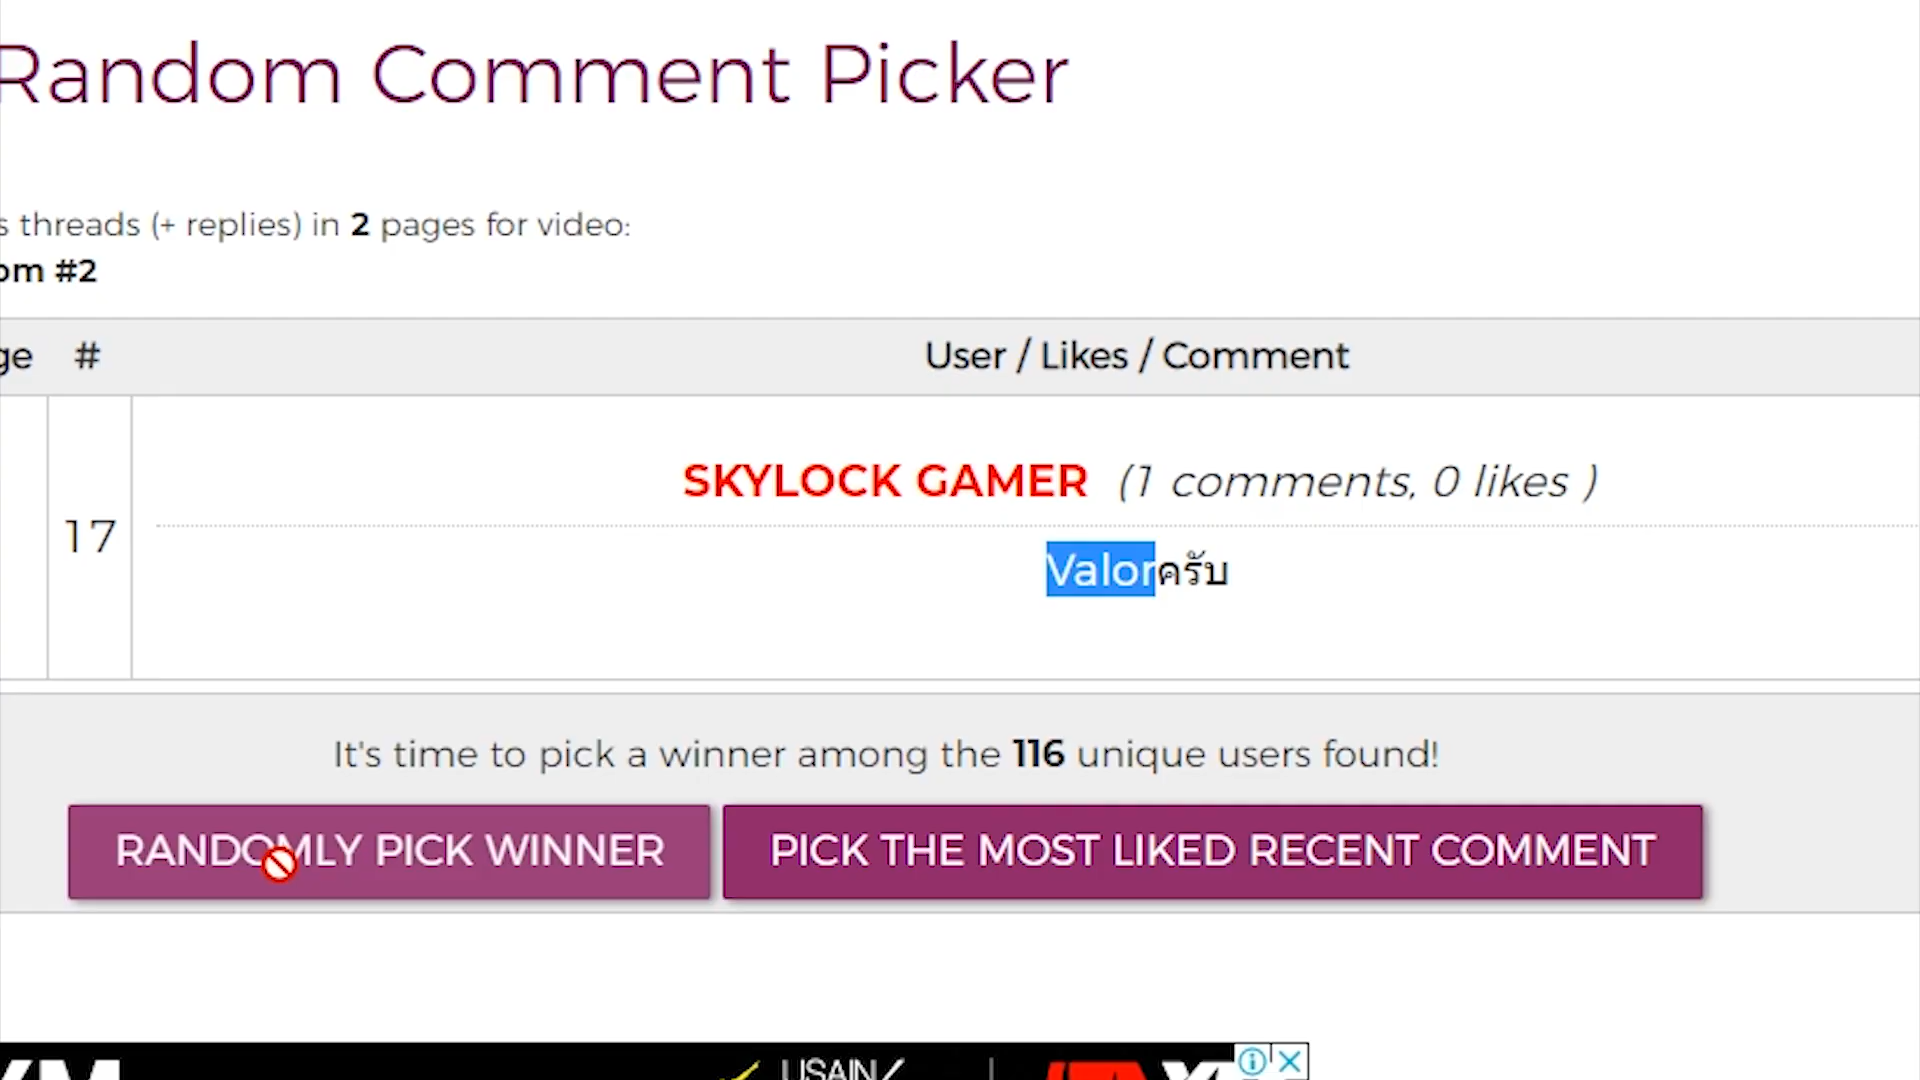 Random Comment Picker
s threads (+ replies) in 2 pages for video:
om #2
ge # User / Likes / Comment
SKYLOCK GAMER (1 comments, 0 likes )
17
Valorครับ
It's time to pick a winner among the 116 unique users found!
RANDOMLY PICK WINNER PICK THE MOST LIKED RECENT COMMENT
USAIN